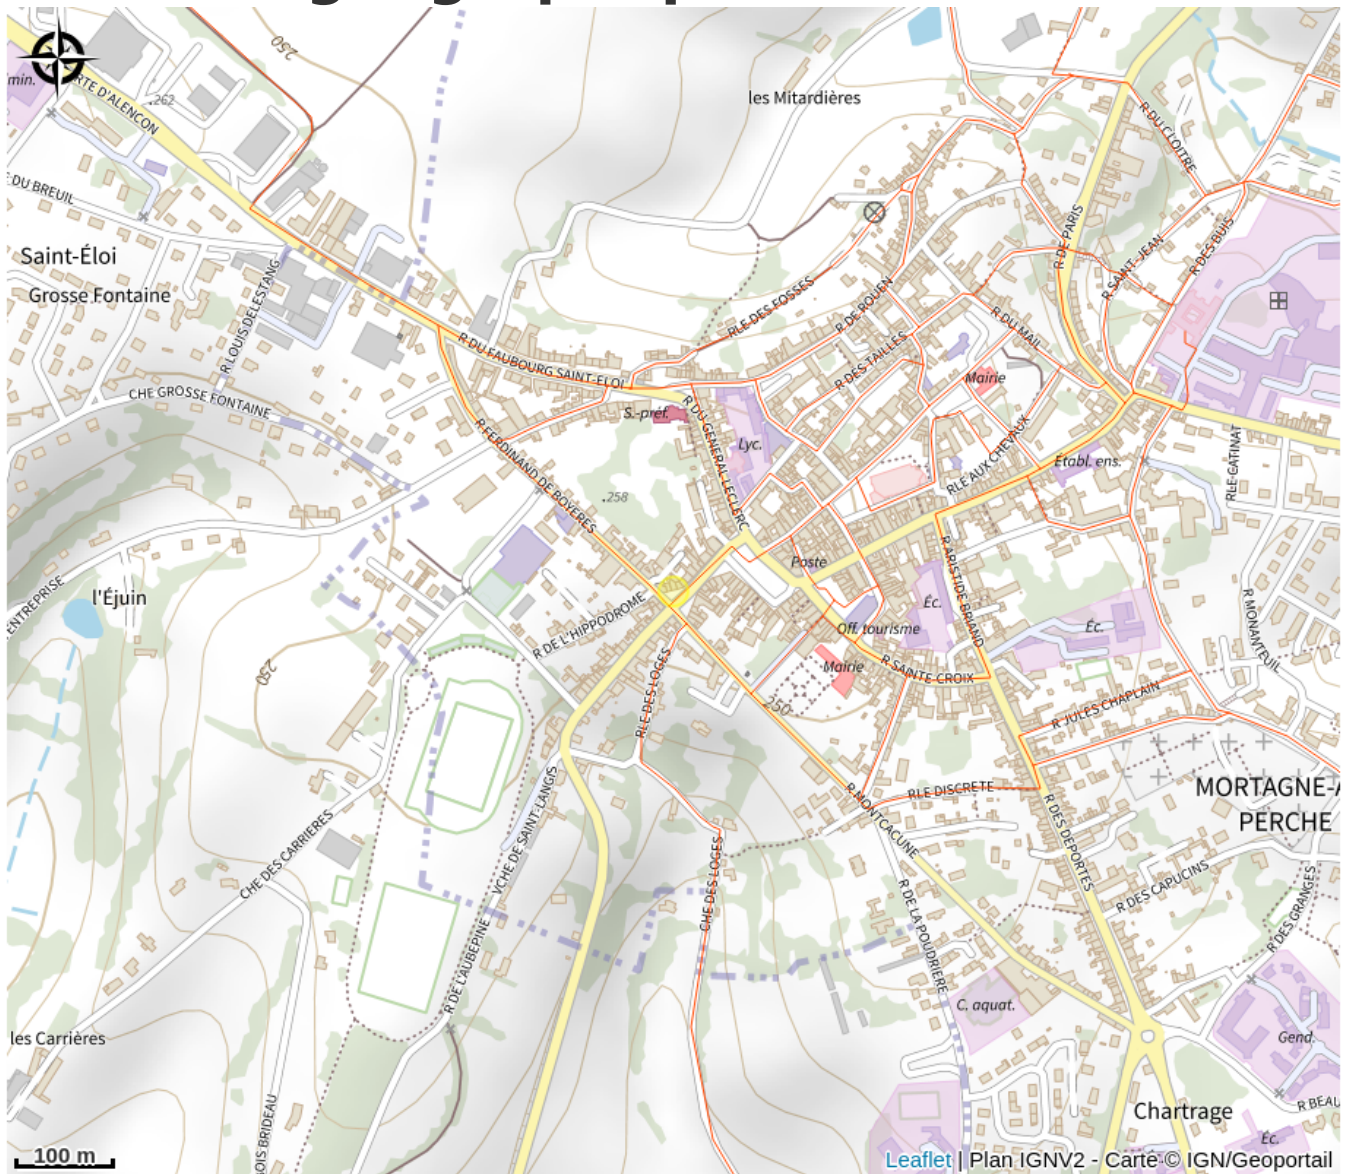 min.
RTE D'ALENCON
250
.262
les Mitardières
R DU CLOITRE
E DU BREUIL
Saint-Éloi
Grosse Fontaine
R LOUIS DELESTANG
R DE PARIS
R SAINT-JEAN
R DES BUIS
RLE DES FOSSES
R DE ROUEN
R DU MAIL
R DES TAILLES
R DU FAUBOURG SAINT-ELOI
Mairie
CHE GROSSE FONTAINE
S.-préf.
R DU GENERAL LECLERC
Lyc.
R FERDINAND DE BOYERES
RLE AUX CHEVAUX
Etabl. ens.
RLE CATINAT
.258
Poste
R ARISTIDE BRIAND
ENTREPRISE
l'Éjuin
R DE L'HIPPODROME
Éc.
Off. tourisme
Éc.
R MONANTEUIL
250
RLE DES LOGES
Mairie
R SAINTE-CROIX
250
R JULES CHAPLAIN
RLE DISCRETE
R MONTCACUNE
MORTAGNE-A
PERCHE
R DES DEPORTES
VCHE DE SAINT-LANGIS
CHE DES CARRIERES
CHE DES LOGES
R DES CAPUCINS
R DE LA POUDRIERE
R DES GRANGES
R DE L'AUBEPINE
C. aquat.
les Carrières
Gend.
Chartrage
R BEAU
OIS BRIDEAU
Éc.
100 m
Leaflet | Plan IGNV2 - Carte © IGN/Geoportail